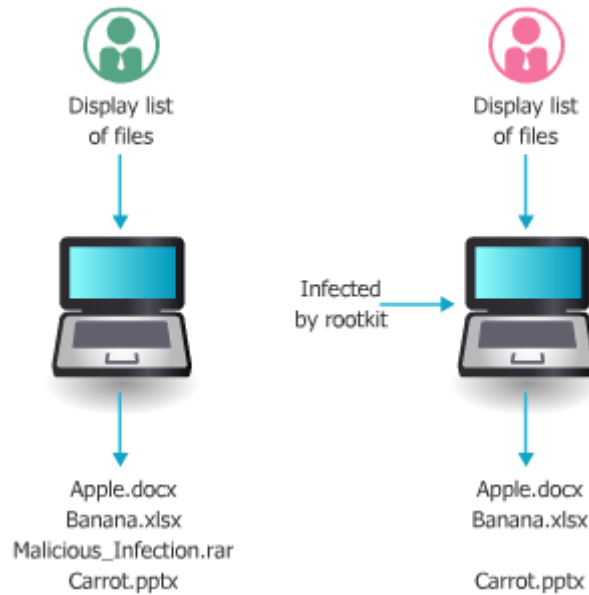 Display list
of files
Apple.docx
Banana.xlsx
Malicious_Infection.rar
Carrot.pptx
Display list
of files
Infected
by rootkit
Apple.docx
Banana.xlsx
Carrot.pptx